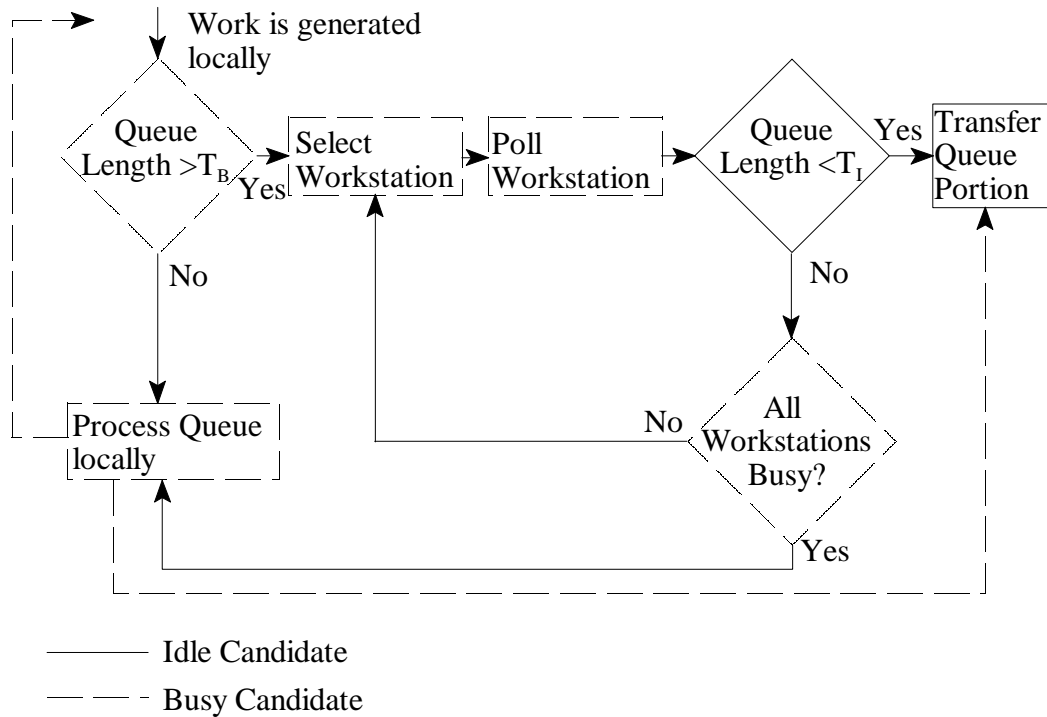 Work is generated
locally
Queue
Length >T_B
Yes
No
Select
Workstation
Poll
Workstation
Queue
Length <T_I
Yes
No
Transfer
Queue
Portion
All
Workstations
Busy?
No
Yes
Process Queue
locally
Idle Candidate
Busy Candidate